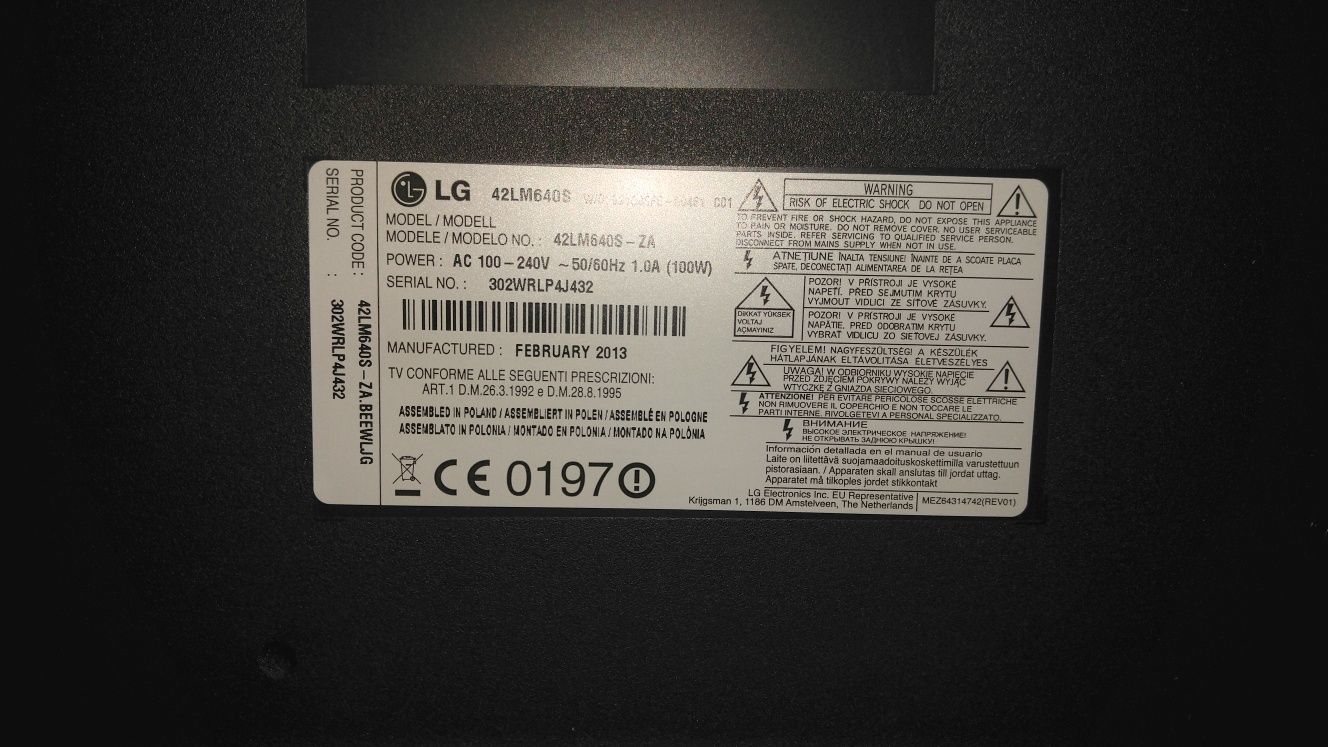 PRODUCT CODE : 42LM640S - ZA.BEEWLJG
SERIAL NO. : 302WRLP4J432
LG 42LM640S
MODEL / MODELL
MODELE / MODELO NO. : 42LM640S - ZA
POWER : AC 100 - 240V ~ 50/60Hz 1.0A (100W)
SERIAL NO. : 302WRLP4J432
MANUFACTURED : FEBRUARY 2013
TV CONFORME ALLE SEGUENTI PRESCRIZIONI:
ART.1 D.M.26.3.1992 e D.M.28.8.1995
ASSEMBLED IN POLAND / ASSEMBLIERT IN POLEN / ASSEMBLÉ EN POLOGNE
ASSEMBLATO IN POLONIA / MONTADO EN POLONIA / MONTADO NA POLÔNIA
CE 0197
WARNING
RISK OF ELECTRIC SHOCK DO NOT OPEN
TO PREVENT FIRE OR SHOCK HAZARD, DO NOT EXPOSE THIS APPLIANCE
TO RAIN OR MOISTURE. DO NOT REMOVE COVER. NO USER SERVICEABLE
PARTS INSIDE. REFER SERVICING TO QUALIFIED SERVICE PERSON.
DISCONNECT FROM MAINS SUPPLY WHEN NOT IN USE.
ATNEȚIUNE ÎNALTA TENSIUNE! ÎNAINTE DE A SCOATE PLACA
SPATE, DECONECTAȚI ALIMENTAREA DE LA REȚEA
DIKKAT YÜKSEK
VOLTAJ
AÇMAYINIZ
POZOR! V PŘÍSTROJI JE VYSOKÉ
NAPĚTÍ. PŘED SEJMUTIM KRYTU
VYJMOUT VIDLICI ZE SÍŤOVÉ ZÁSUVKY.
POZOR! V PRÍSTROJI JE VYSOKÉ
NAPÄTIE, PRED ODOBRATIM KRYTU
VYBRAŤ VIDLICU ZO SIEŤOVEJ ZÁSUVKY.
FIGYELEM! NAGYFESZÜLTSÉG! A KÉSZÜLÉK
HÁTLAPJÁNAK ELTÁVOLÍTÁSA ÉLETVESZÉLYES
UWAGA! W ODBIORNIKU WYSOKIE NAPIĘCIE
PRZED ZDJĘCIEM POKRYWY NALEŻY WYJĄĆ
WTYCZKĘ Z GNIAZDA SIECIOWEGO.
ATTENZIONE! PER EVITARE PERICOLOSE SCOSSE ELETTRICHE
NON RIMUOVERE IL COPERCHIO E NON TOCCARE LE
PARTI INTERNE. RIVOLGETEVI A PERSONAL SPECIALIZZATO.
ВНИМАНИЕ
ВЫСОКОЕ ЭЛЕКТРИЧЕСКОЕ НАПРЯЖЕНИЕ!
НЕ ОТКРЫВАТЬ ЗАДНЮЮ КРЫШКУ!
Información detallada en el manual de usuario
Laite on liitettävä suojamaadoituskoskettimilla varustettuun
pistorasiaan. / Apparaten skall anslutas till jordat uttag.
Apparatet må tilkoples jordet stikkontakt
LG Electronics Inc. EU Representative
Krijgsman 1, 1186 DM Amstelveen, The Netherlands
MEZ64314742(REV01)